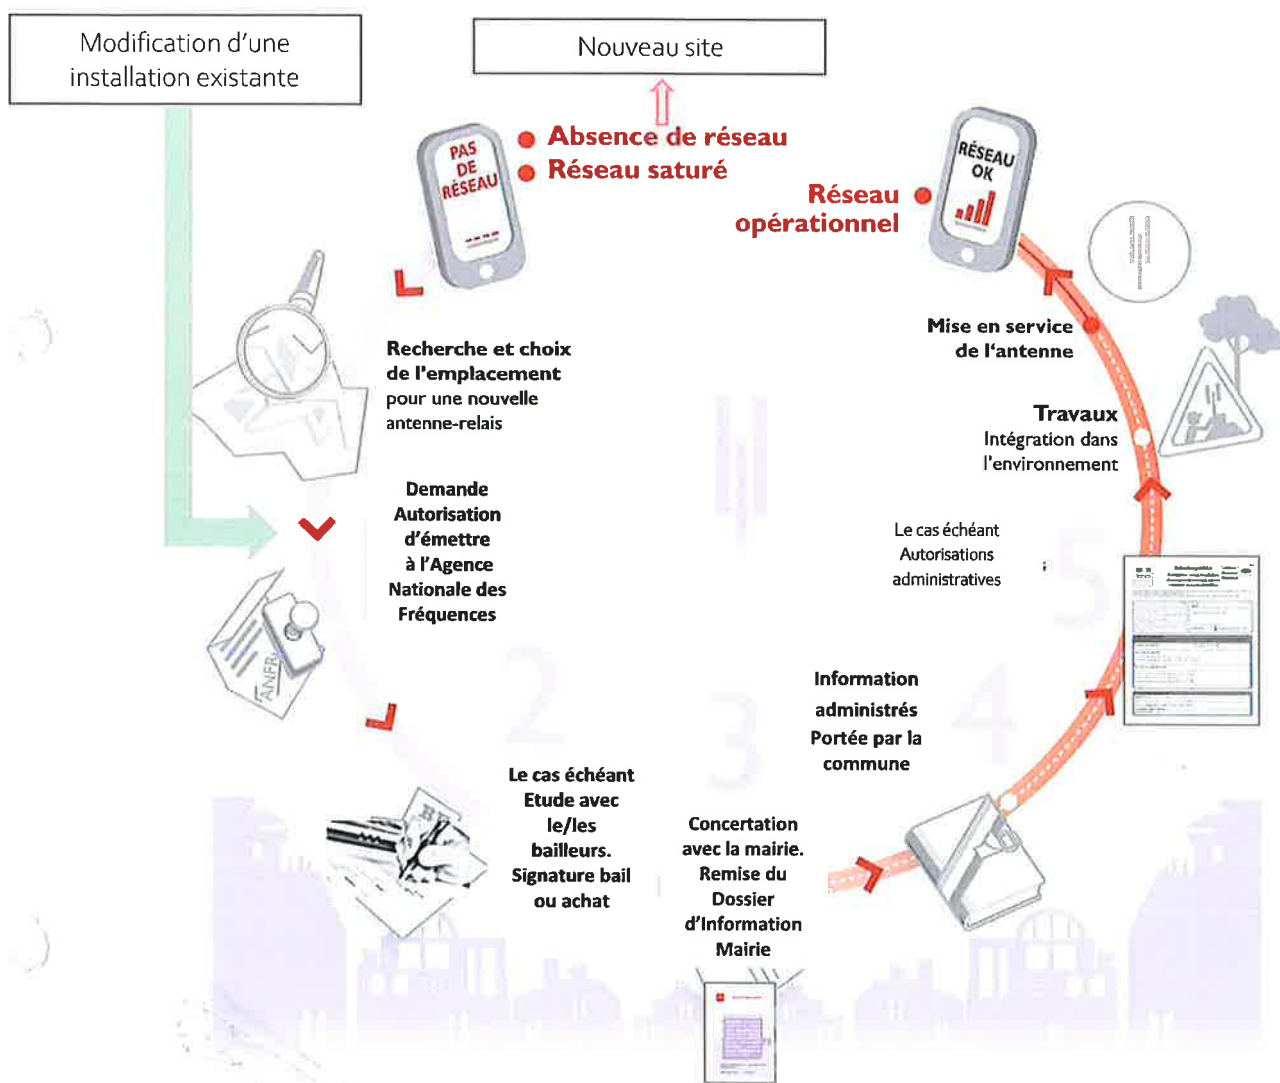 Modification d'une
installation existante
Nouveau site
Absence de réseau
Réseau saturé
PAS
DE
RÉSEAU
RÉSEAU
OK
Réseau
opérationnel
Recherche et choix
de l'emplacement
pour une nouvelle
antenne-relais
Demande
Autorisation
d'émettre
à l'Agence
Nationale des
Fréquences
ANFR
2
Le cas échéant
Etude avec
le/les
bailleurs.
Signature bail
ou achat
3
Concertation
avec la mairie.
Remise du
Dossier
d'Information
Mairie
4
Information
administrés
Portée par la
commune
5
Le cas échéant
Autorisations
administratives
Travaux
Intégration dans
l'environnement
Mise en service
de l'antenne